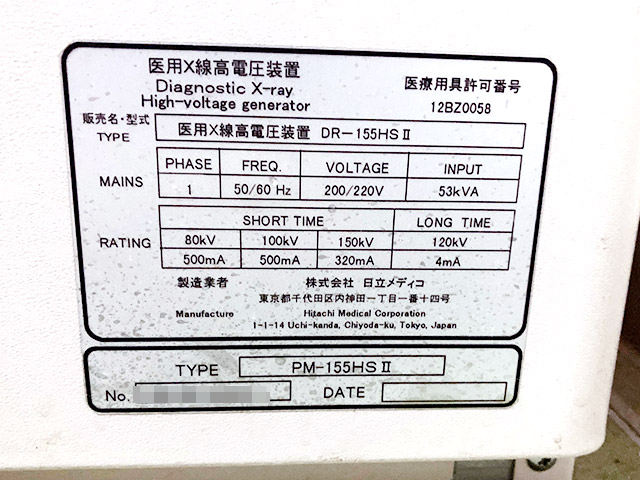 医用X線高電圧装置
Diagnostic X-ray
High-voltage generator
医療用具許可番号
12BZ0058
販売名・型式
TYPE
医用X線高電圧装置 DR-155HSⅡ
MAINS
PHASE FREQ. VOLTAGE INPUT
1 50/60 Hz 200/220V 53kVA
RATING
SHORT TIME LONG TIME
80kV 100kV 150kV 120kV
500mA 500mA 320mA 4mA
製造業者 株式会社 日立メディコ
東京都千代田区内神田一丁目一番十四号
Manufacture Hitachi Medical Corporation
1-1-14 Uchi-kanda, Chiyoda-ku, Tokyo, Japan
TYPE PM-155HSⅡ
No. DATE